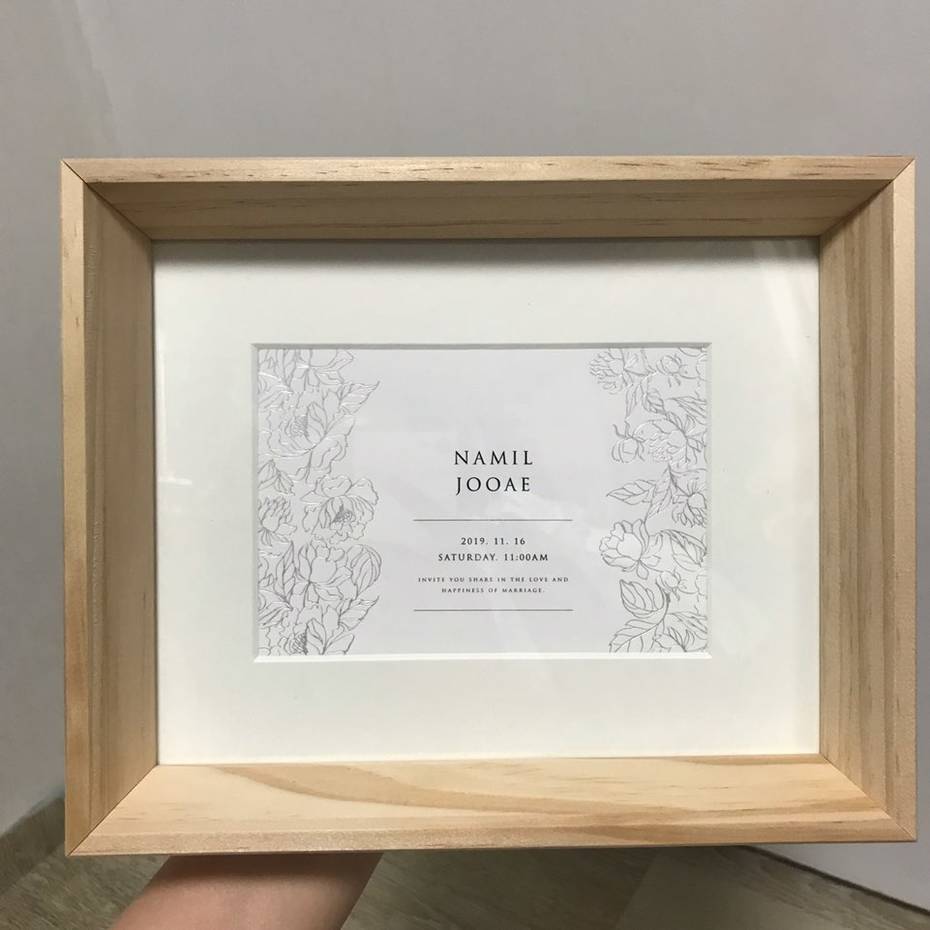 NAMIL
JOOAE
2019. 11. 16
SATURDAY. 11:00AM
INVITE YOU SHARE IN THE LOVE AND
HAPPINESS OF MARRIAGE.